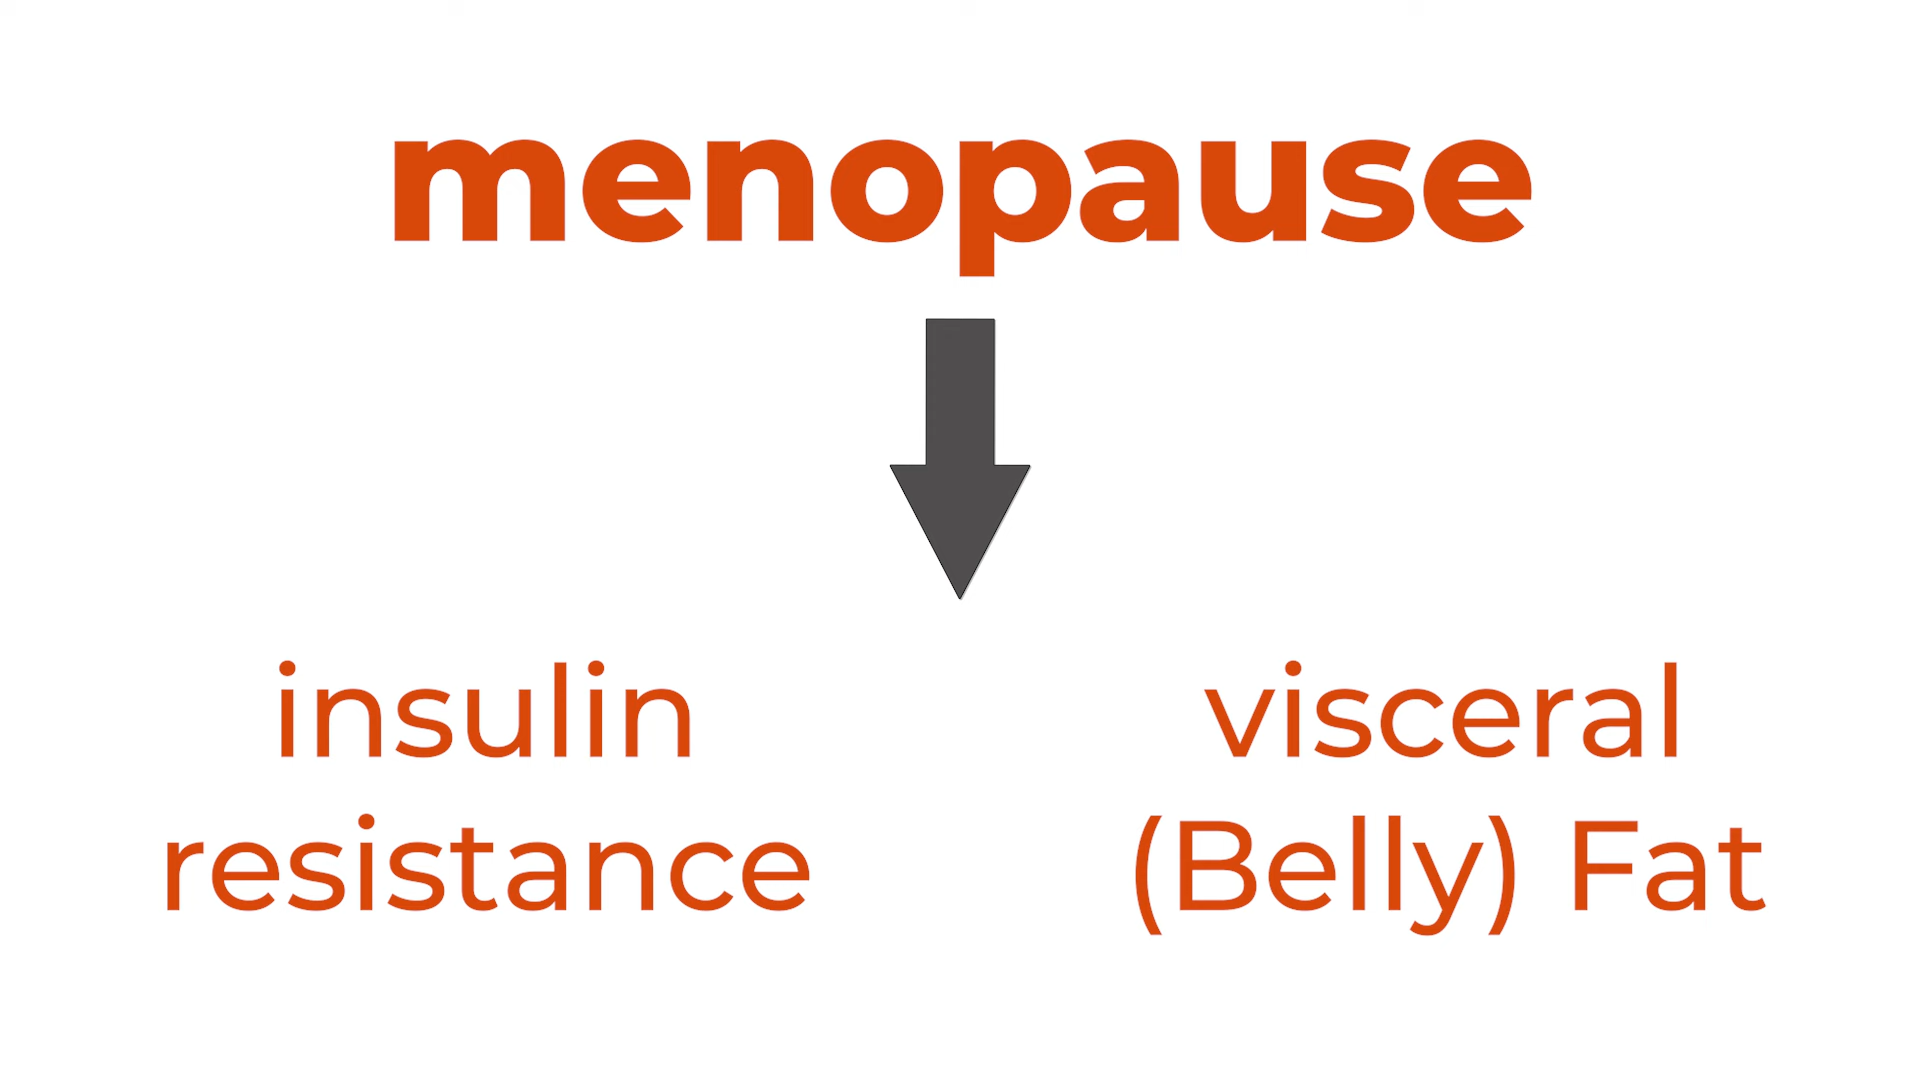 menopause
insulin
resistance
visceral
(Belly) Fat